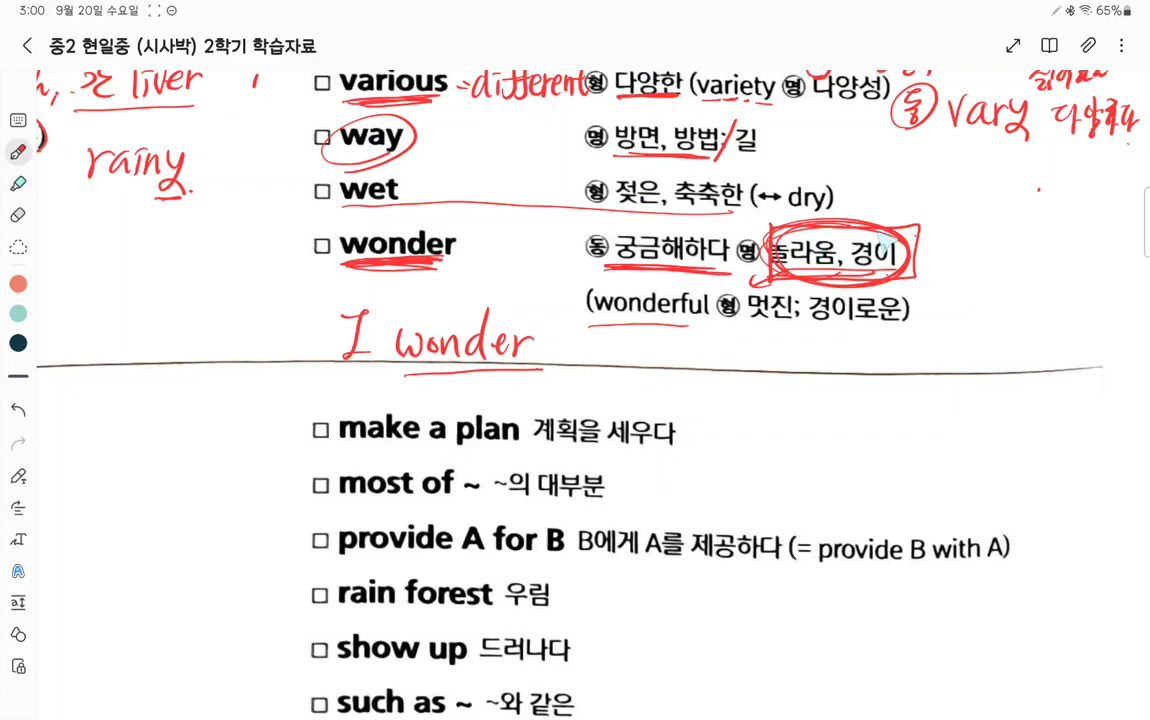 3:00 9월 20일 수요일 65%
중2 현일중 (시사박) 2학기 학습자료
간 liver
□ various =different 형 다양한 (variety 명 다양성)
동 vary 다양하다
rainy
□ way 명 방면, 방법; 길
□ wet 형 젖은, 축축한 (↔ dry)
□ wonder 동 궁금해하다 명 놀라움, 경이
(wonderful 형 멋진; 경이로운)
I wonder
□ make a plan 계획을 세우다
□ most of ~ ~의 대부분
□ provide A for B B에게 A를 제공하다 (= provide B with A)
□ rain forest 우림
□ show up 드러나다
□ such as ~ ~와 같은